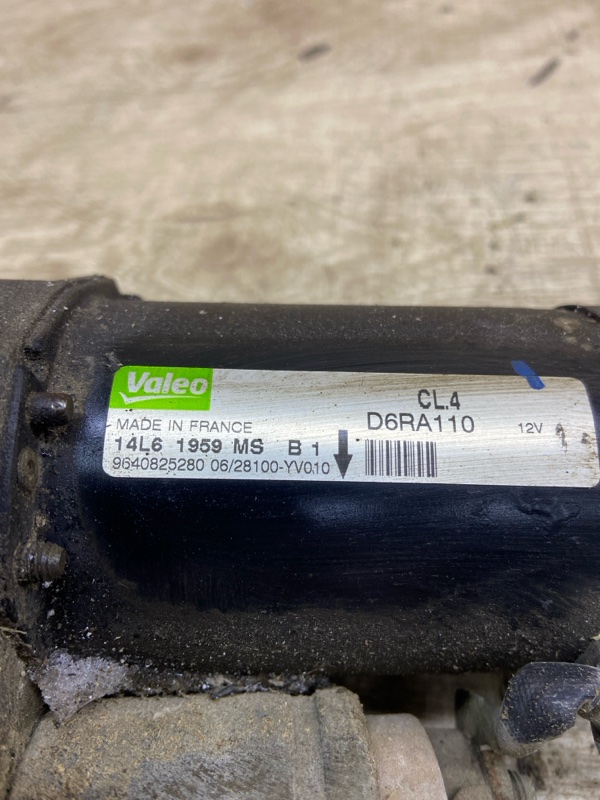 Valeo
CL.4
MADE IN FRANCE
D6RA110
12V
14L6 1959 MS B 1
9640825280 06/28100-YV010